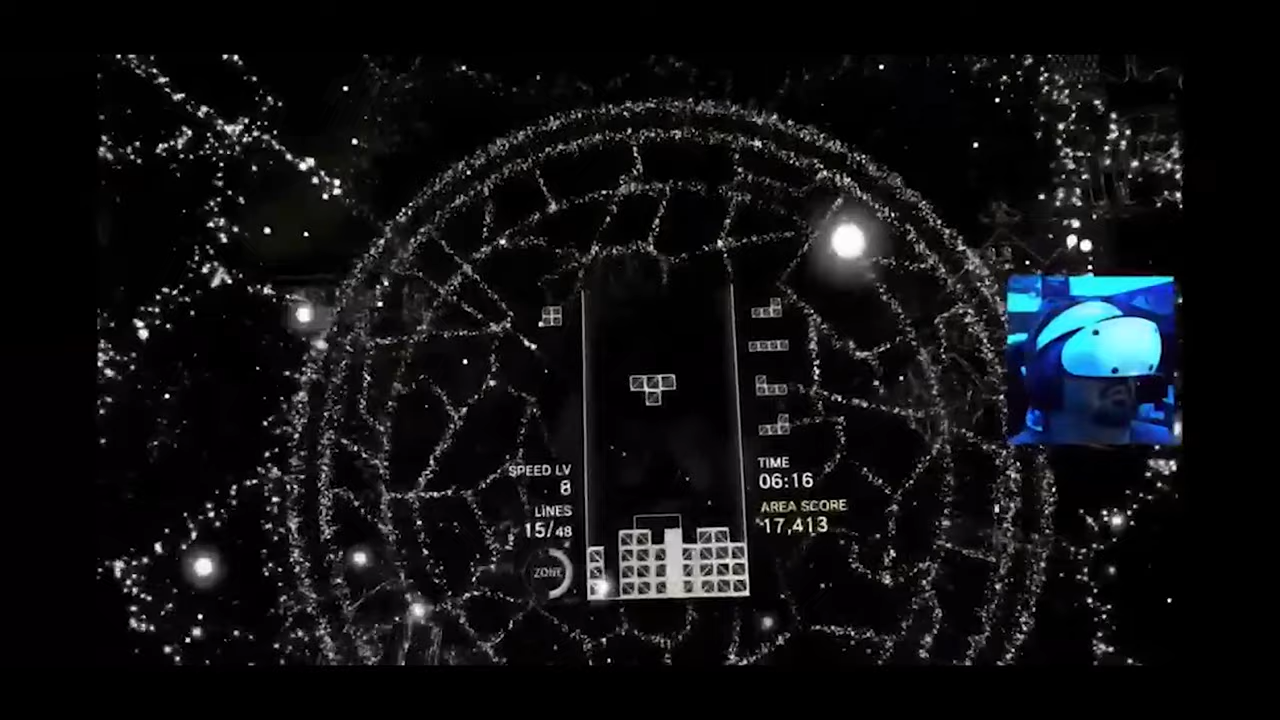 SPEED LV
8
LINES
15/48
ZONE
TIME
06:16
AREA SCORE
17,413